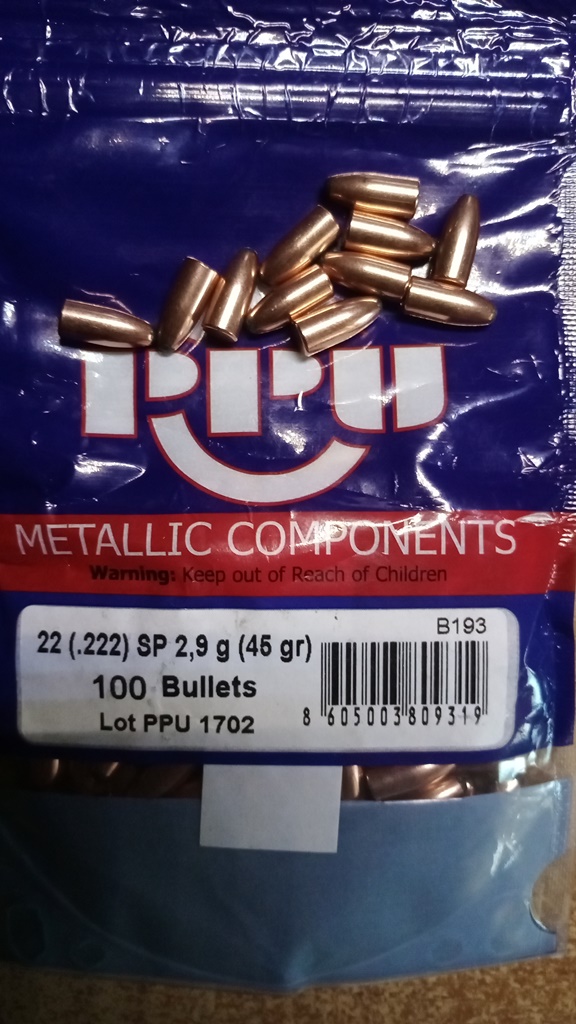 PPU
METALLIC COMPONENTS
Warning: Keep out of Reach of Children
B193
22 (.222) SP 2,9 g (45 gr)
100 Bullets
Lot PPU 1702
8 605003 809319